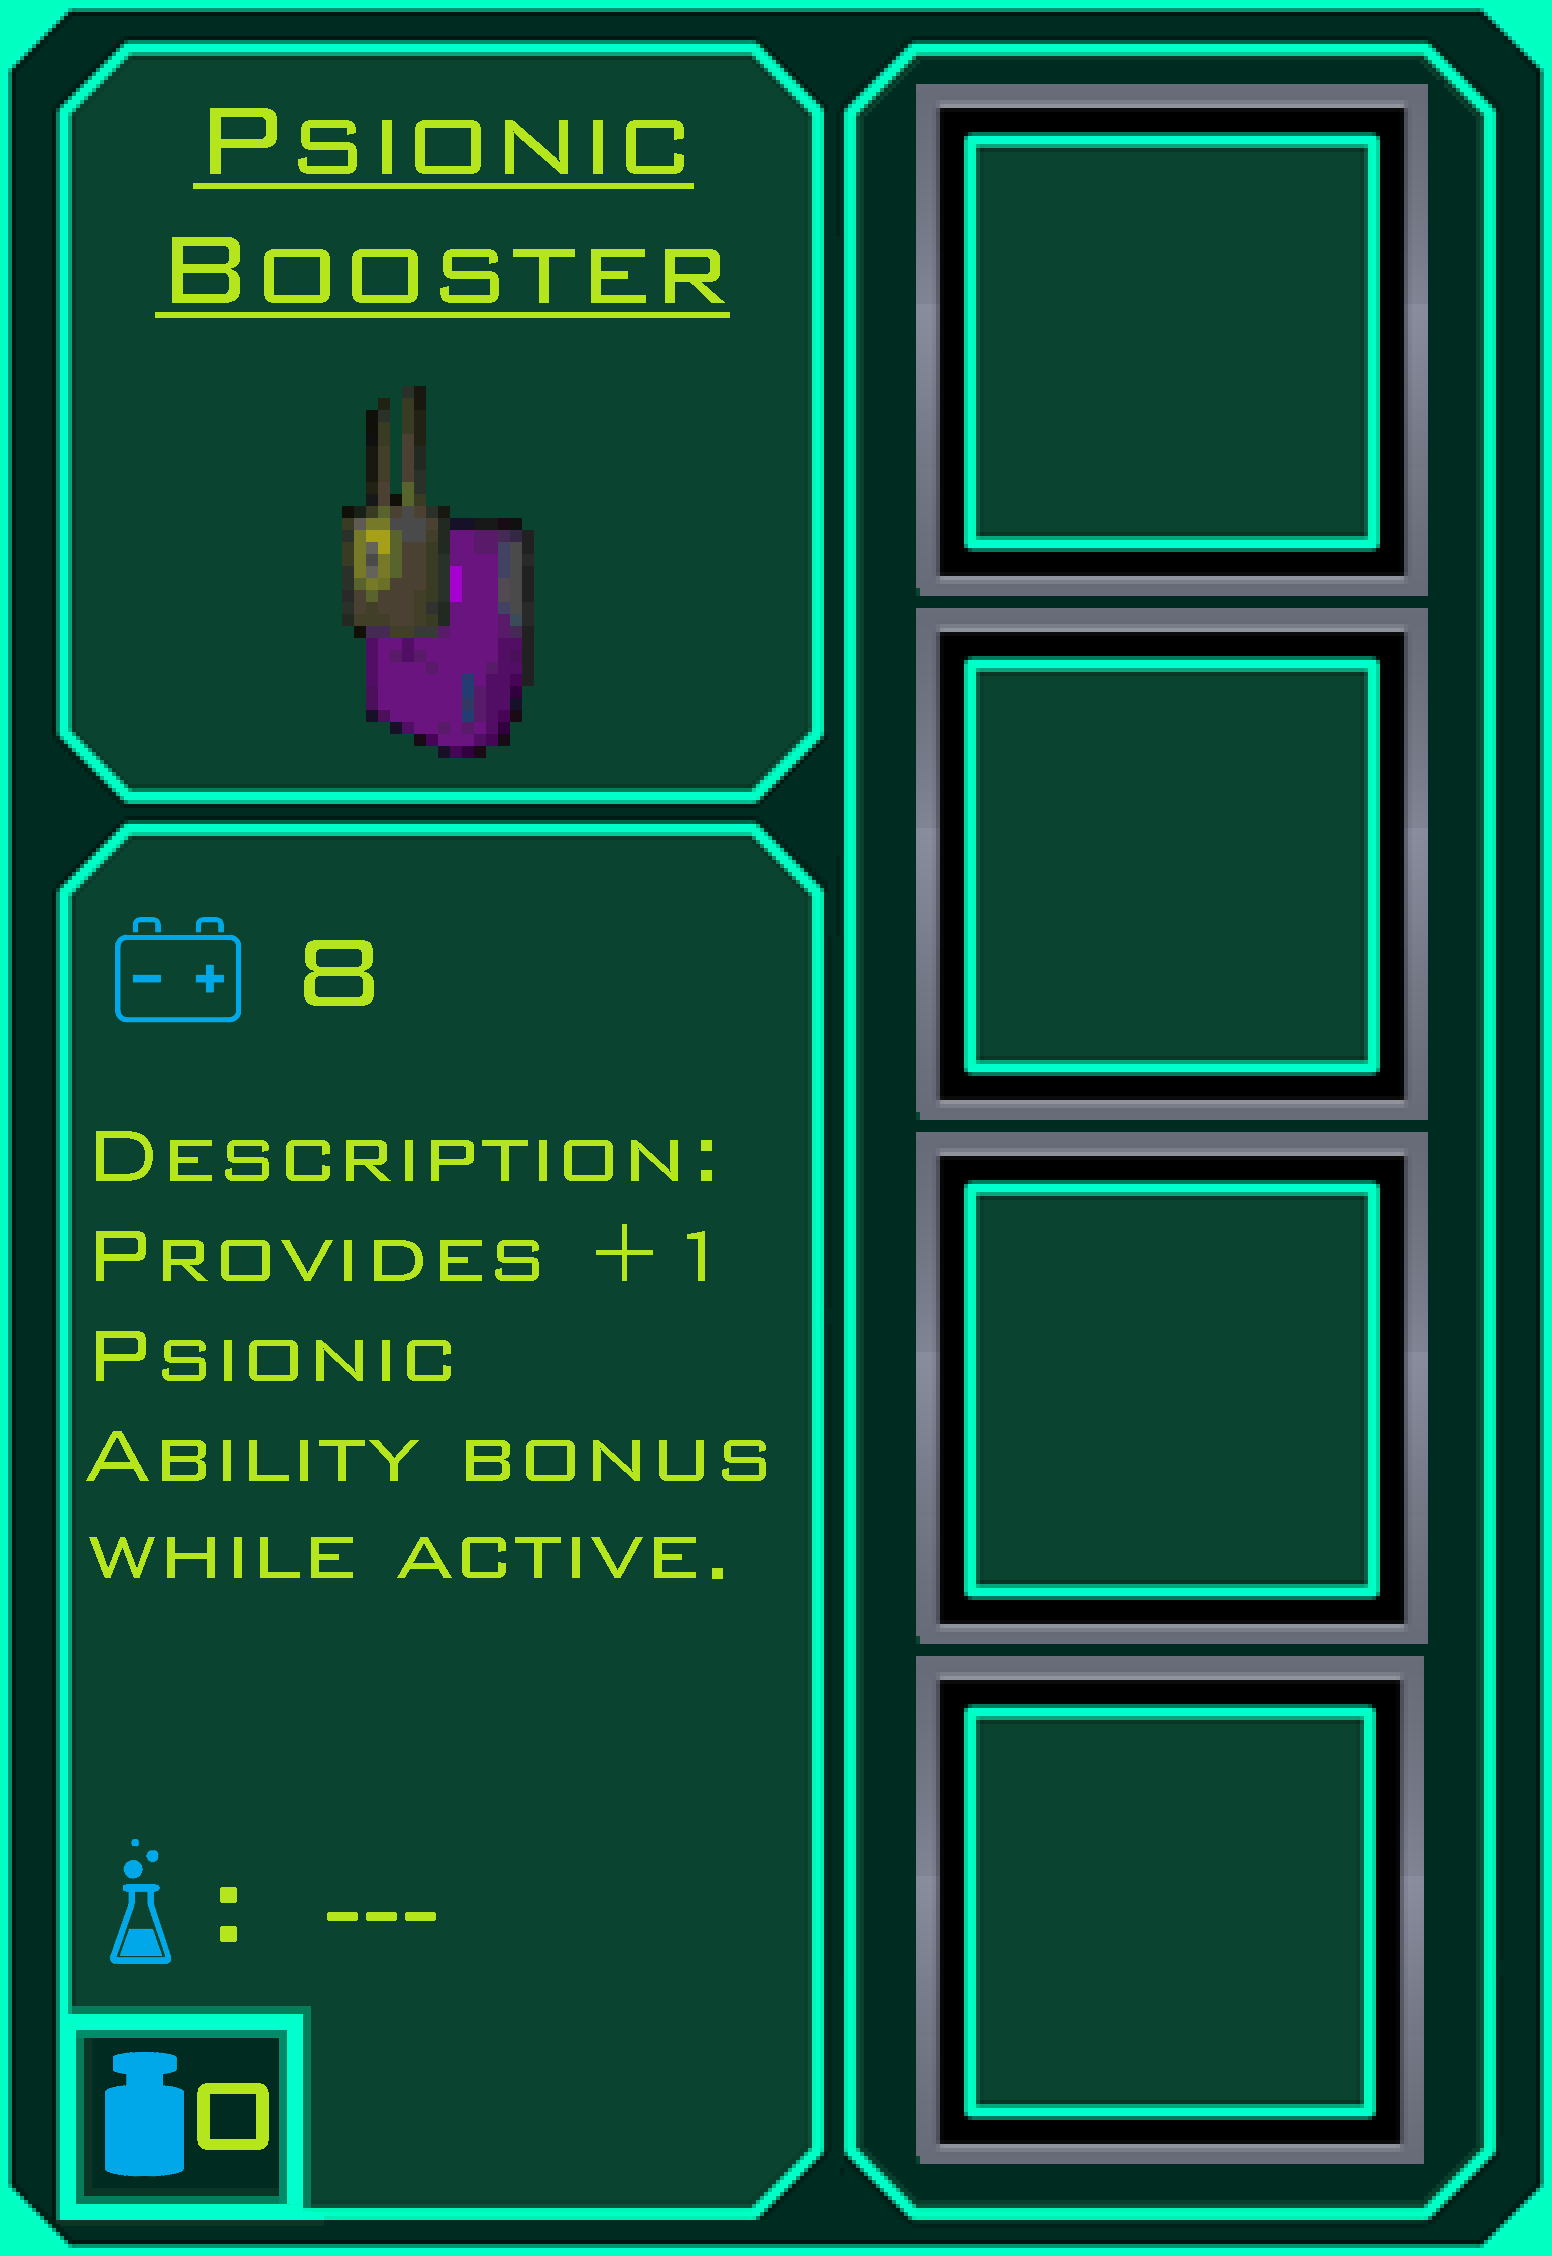 Psionic
Booster
8
Description:
Provides +1
Psionic
Ability bonus
while active.
: ---
0